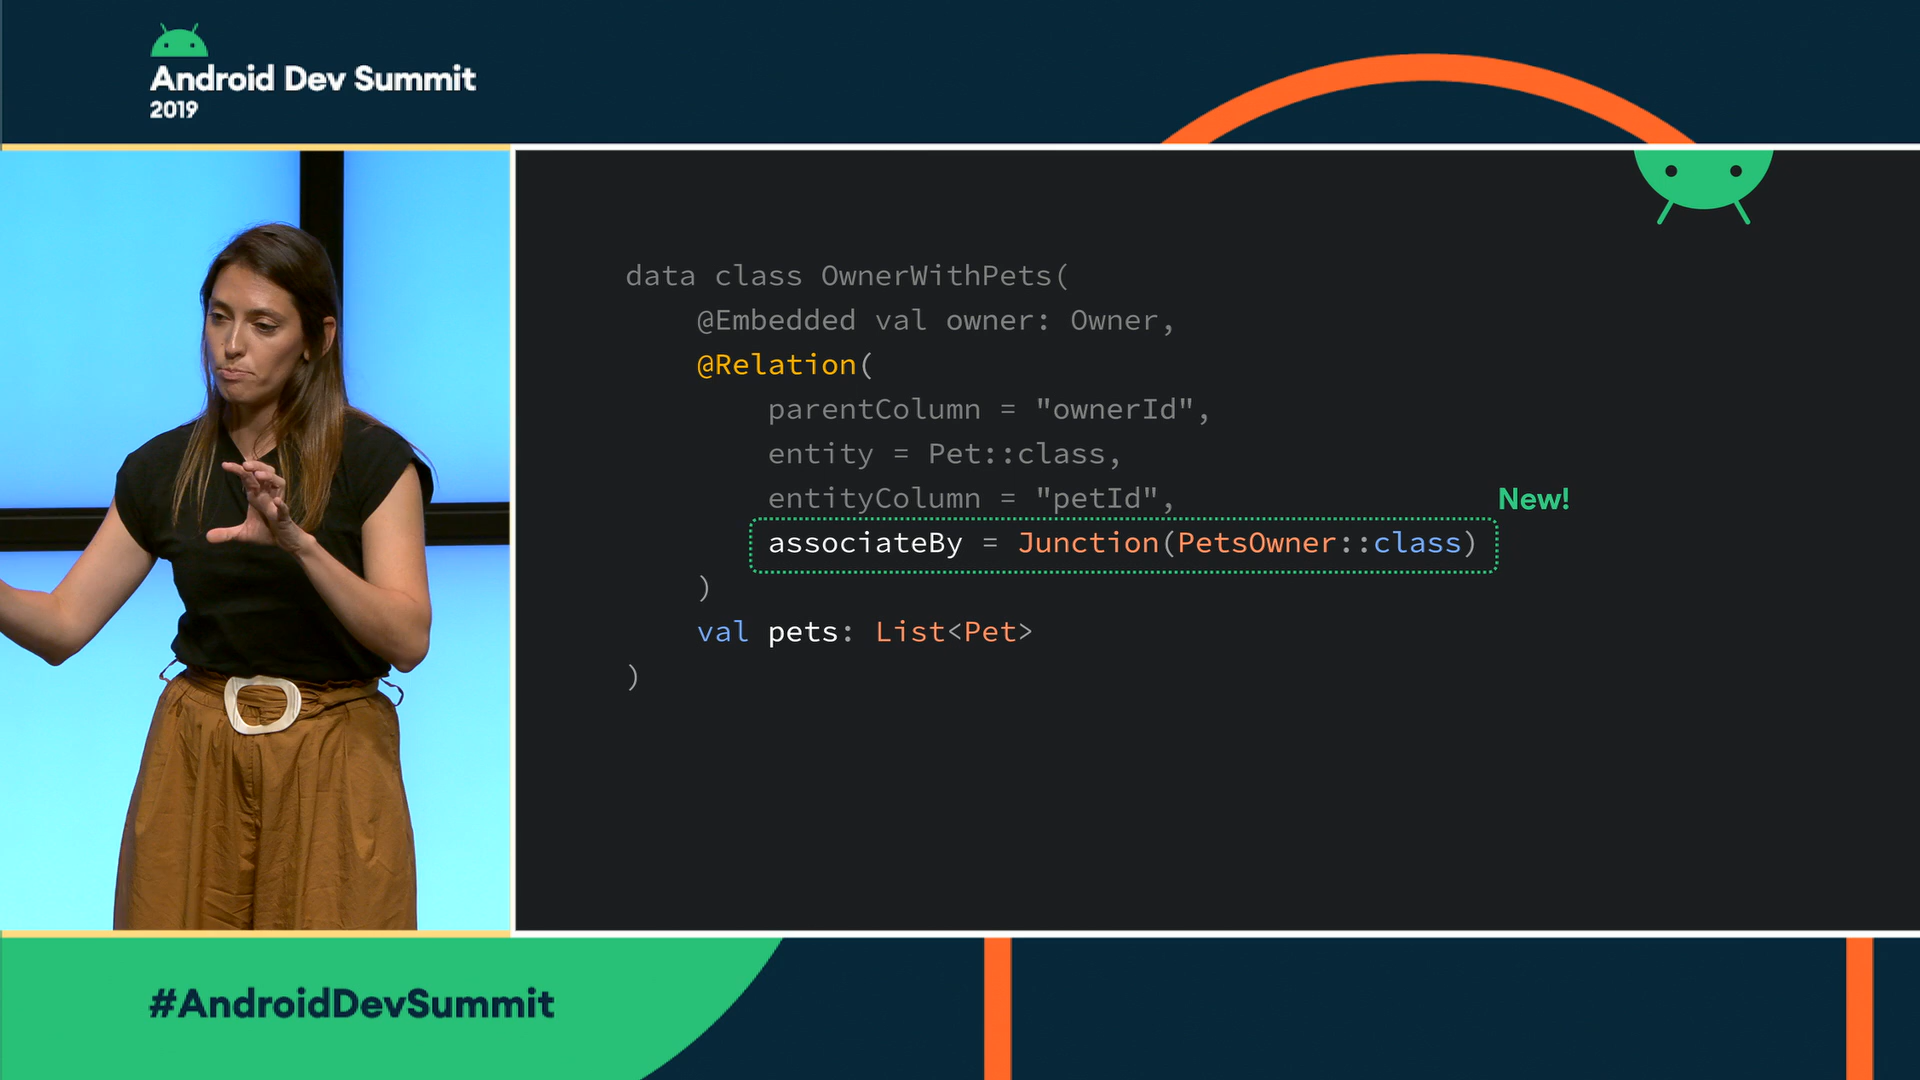 Android Dev Summit
2019
data class OwnerWithPets(
@Embedded val owner: Owner,
@Relation(
parentColumn = "ownerId",
entity = Pet::class,
entityColumn = "petId",
New!
associateBy = Junction(PetsOwner::class)
)
val pets: List<Pet>
)
#AndroidDevSummit